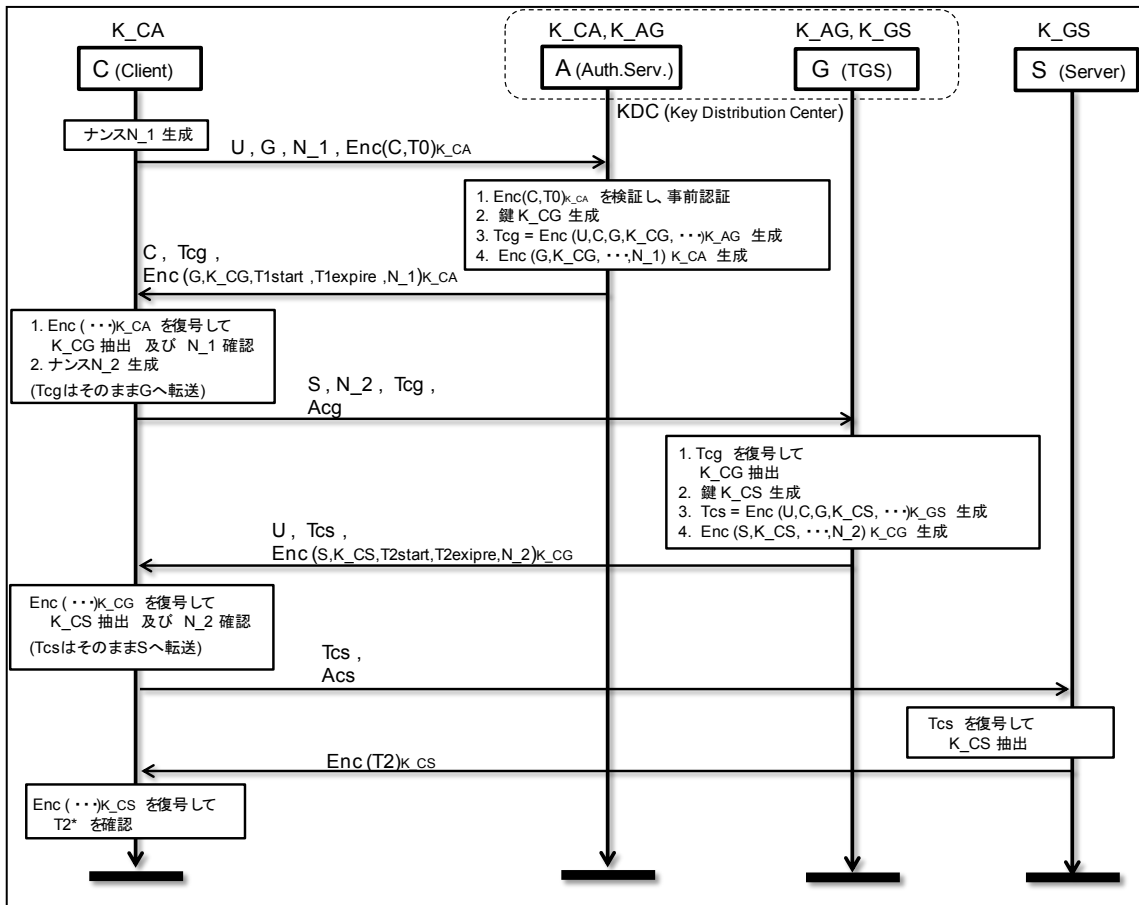 K_CA
K_CA, K_AG
K_AG, K_GS
K_GS
C (Client)
A (Auth.Serv.)
G (TGS)
S (Server)
KDC (Key Distribution Center)
ナンスN_1 生成
U , G , N_1 , Enc(C,T0)K_CA
1. Enc(C,T0)K_CA を検証し、事前認証
2. 鍵 K_CG 生成
3. Tcg = Enc (U,C,G,K_CG, ・・・)K_AG 生成
4. Enc (G,K_CG, ・・・,N_1) K_CA 生成
C , Tcg ,
Enc (G,K_CG,T1start ,T1expire ,N_1)K_CA
1. Enc ( ・・・)K_CA を復号して
K_CG 抽出 及び N_1 確認
2. ナンスN_2 生成
(TcgはそのままGへ転送)
S , N_2 , Tcg ,
Acg
1. Tcg を復号して
K_CG 抽出
2. 鍵 K_CS 生成
3. Tcs = Enc (U,C,G,K_CS, ・・・)K_GS 生成
4. Enc (S,K_CS, ・・・,N_2) K_CG 生成
U , Tcs ,
Enc (S,K_CS,T2start,T2exipre,N_2)K_CG
Enc ( ・・・)K_CG を復号して
K_CS 抽出 及び N_2 確認
(TcsはそのままSへ転送)
Tcs ,
Acs
Tcs を復号して
K_CS 抽出
Enc (T2)K_CS
Enc ( ・・・)K_CS を復号して
T2* を確認